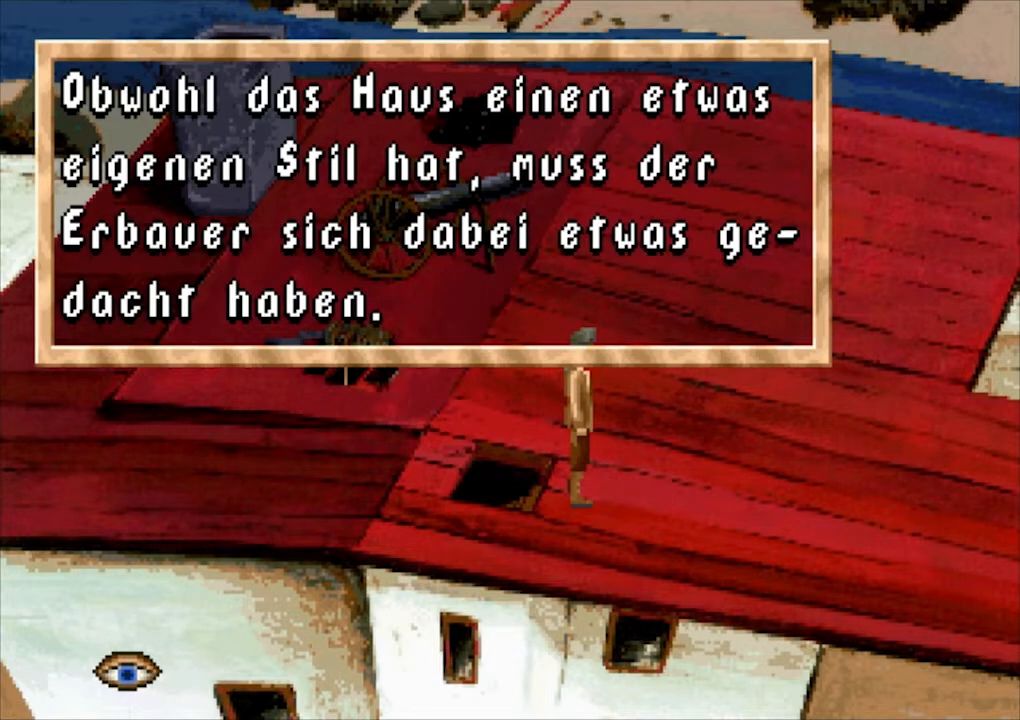 Obwohl das Haus einen etwas
eigenen Stil hat, muss der
Erbauer sich dabei etwas ge-
dacht haben.